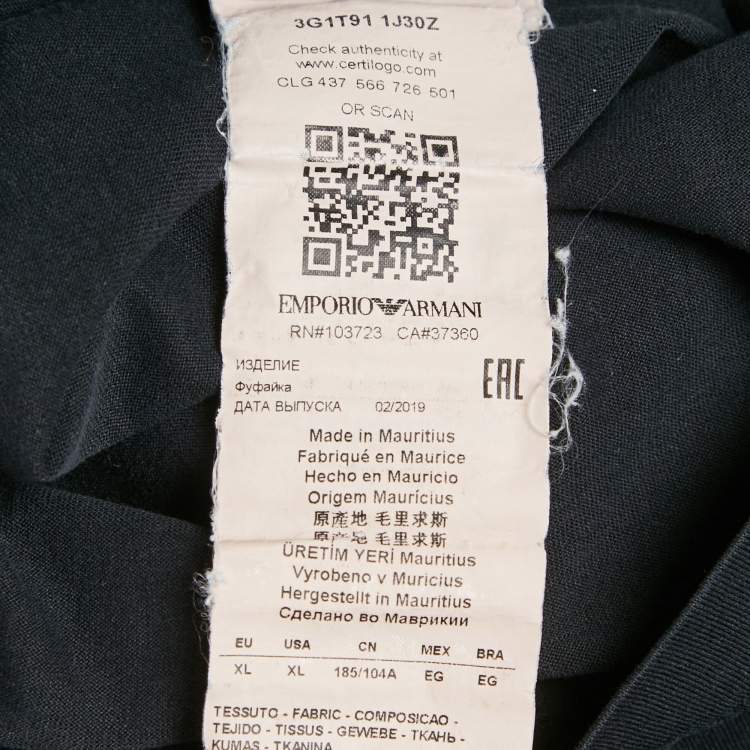 3G1T91 1J30Z
Check authenticity at
www.certilogo.com
CLG 437 566 726 501
OR SCAN
EMPORIO ARMANI
RN#103723 CA#37360
ИЗДЕЛИЕ
Фуфайка
EAC
ДАТА ВЫПУСКА 02/2019
Made in Mauritius
Fabriqué en Maurice
Hecho en Mauricio
Origem Maurícius
原產地 毛里求斯
原产地 毛里求斯
ÜRETİM YERİ Mauritius
Vyrobeno v Muricius
Hergestellt in Mauritius
Сделано во Маврикии
EU USA CN MEX BRA
XL XL 185/104A EG EG
TESSUTO - FABRIC - COMPOSICAO -
TEJIDO - TISSUS - GEWEBE - ТКАНЬ -
KUMAS - TKANINA